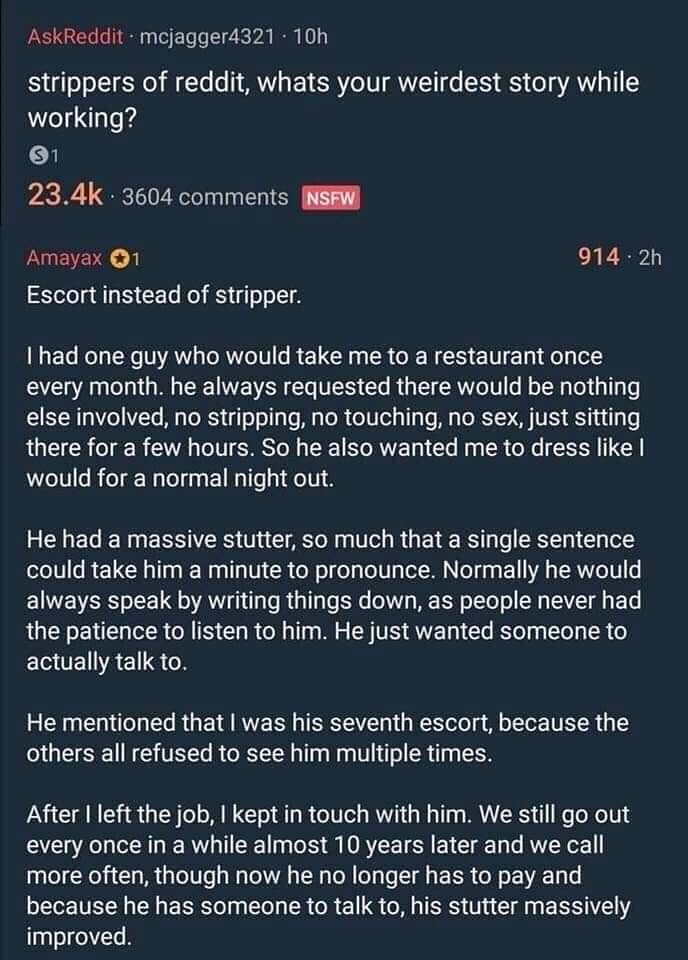 AskReddit · mcjagger4321 · 10h
strippers of reddit, whats your weirdest story while
working?
S 1
23.4k · 3604 comments NSFW
Amayax 1 914 · 2h
Escort instead of stripper.
I had one guy who would take me to a restaurant once
every month. he always requested there would be nothing
else involved, no stripping, no touching, no sex, just sitting
there for a few hours. So he also wanted me to dress like I
would for a normal night out.
He had a massive stutter, so much that a single sentence
could take him a minute to pronounce. Normally he would
always speak by writing things down, as people never had
the patience to listen to him. He just wanted someone to
actually talk to.
He mentioned that I was his seventh escort, because the
others all refused to see him multiple times.
After I left the job, I kept in touch with him. We still go out
every once in a while almost 10 years later and we call
more often, though now he no longer has to pay and
because he has someone to talk to, his stutter massively
improved.